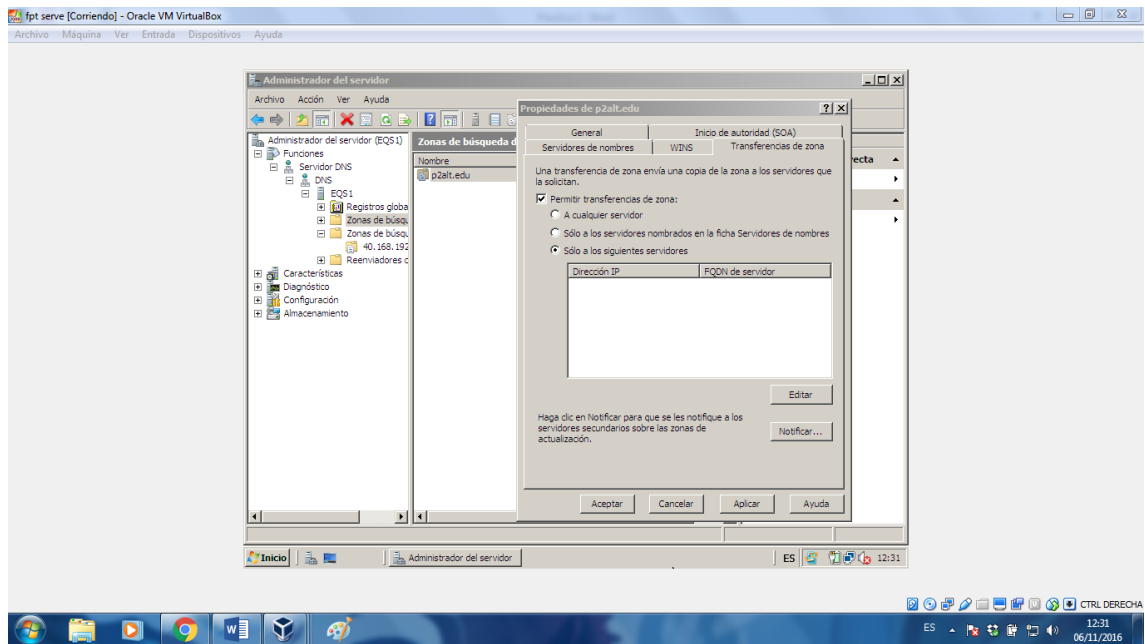 fpt serve [Corriendo] - Oracle VM VirtualBox
Archivo Máquina Ver Entrada Dispositivos Ayuda
Administrador del servidor
Archivo Acción Ver Ayuda
Administrador del servidor (EQS1)
Funciones
Servidor DNS
DNS
EQS1
Registros globa
Zonas de búsqu
Zonas de búsqu
40.168.192
Reenviadores c
Características
Diagnóstico
Configuración
Almacenamiento
Zonas de búsqueda d
Nombre
p2alt.edu
recta
Propiedades de p2alt.edu
General
Inicio de autoridad (SOA)
Servidores de nombres
WINS
Transferencias de zona
Una transferencia de zona envía una copia de la zona a los servidores que
la solicitan.
Permitir transferencias de zona:
A cualquier servidor
Sólo a los servidores nombrados en la ficha Servidores de nombres
Sólo a los siguientes servidores
Dirección IP
FQDN de servidor
Editar
Haga clic en Notificar para que se les notifique a los
servidores secundarios sobre las zonas de
actualización.
Notificar...
Aceptar
Cancelar
Aplicar
Ayuda
Inicio
Administrador del servidor
ES
12:31
CTRL DERECHA
ES
12:31
06/11/2016